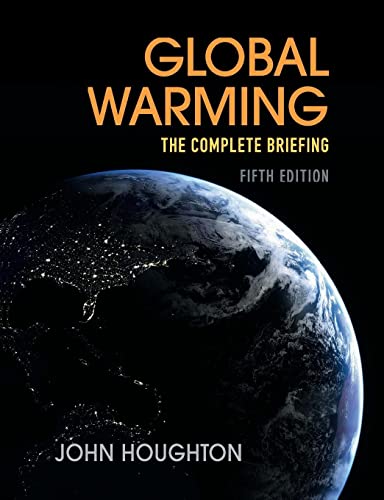 GLOBAL
WARMING
THE COMPLETE BRIEFING
FIFTH EDITION
JOHN HOUGHTON